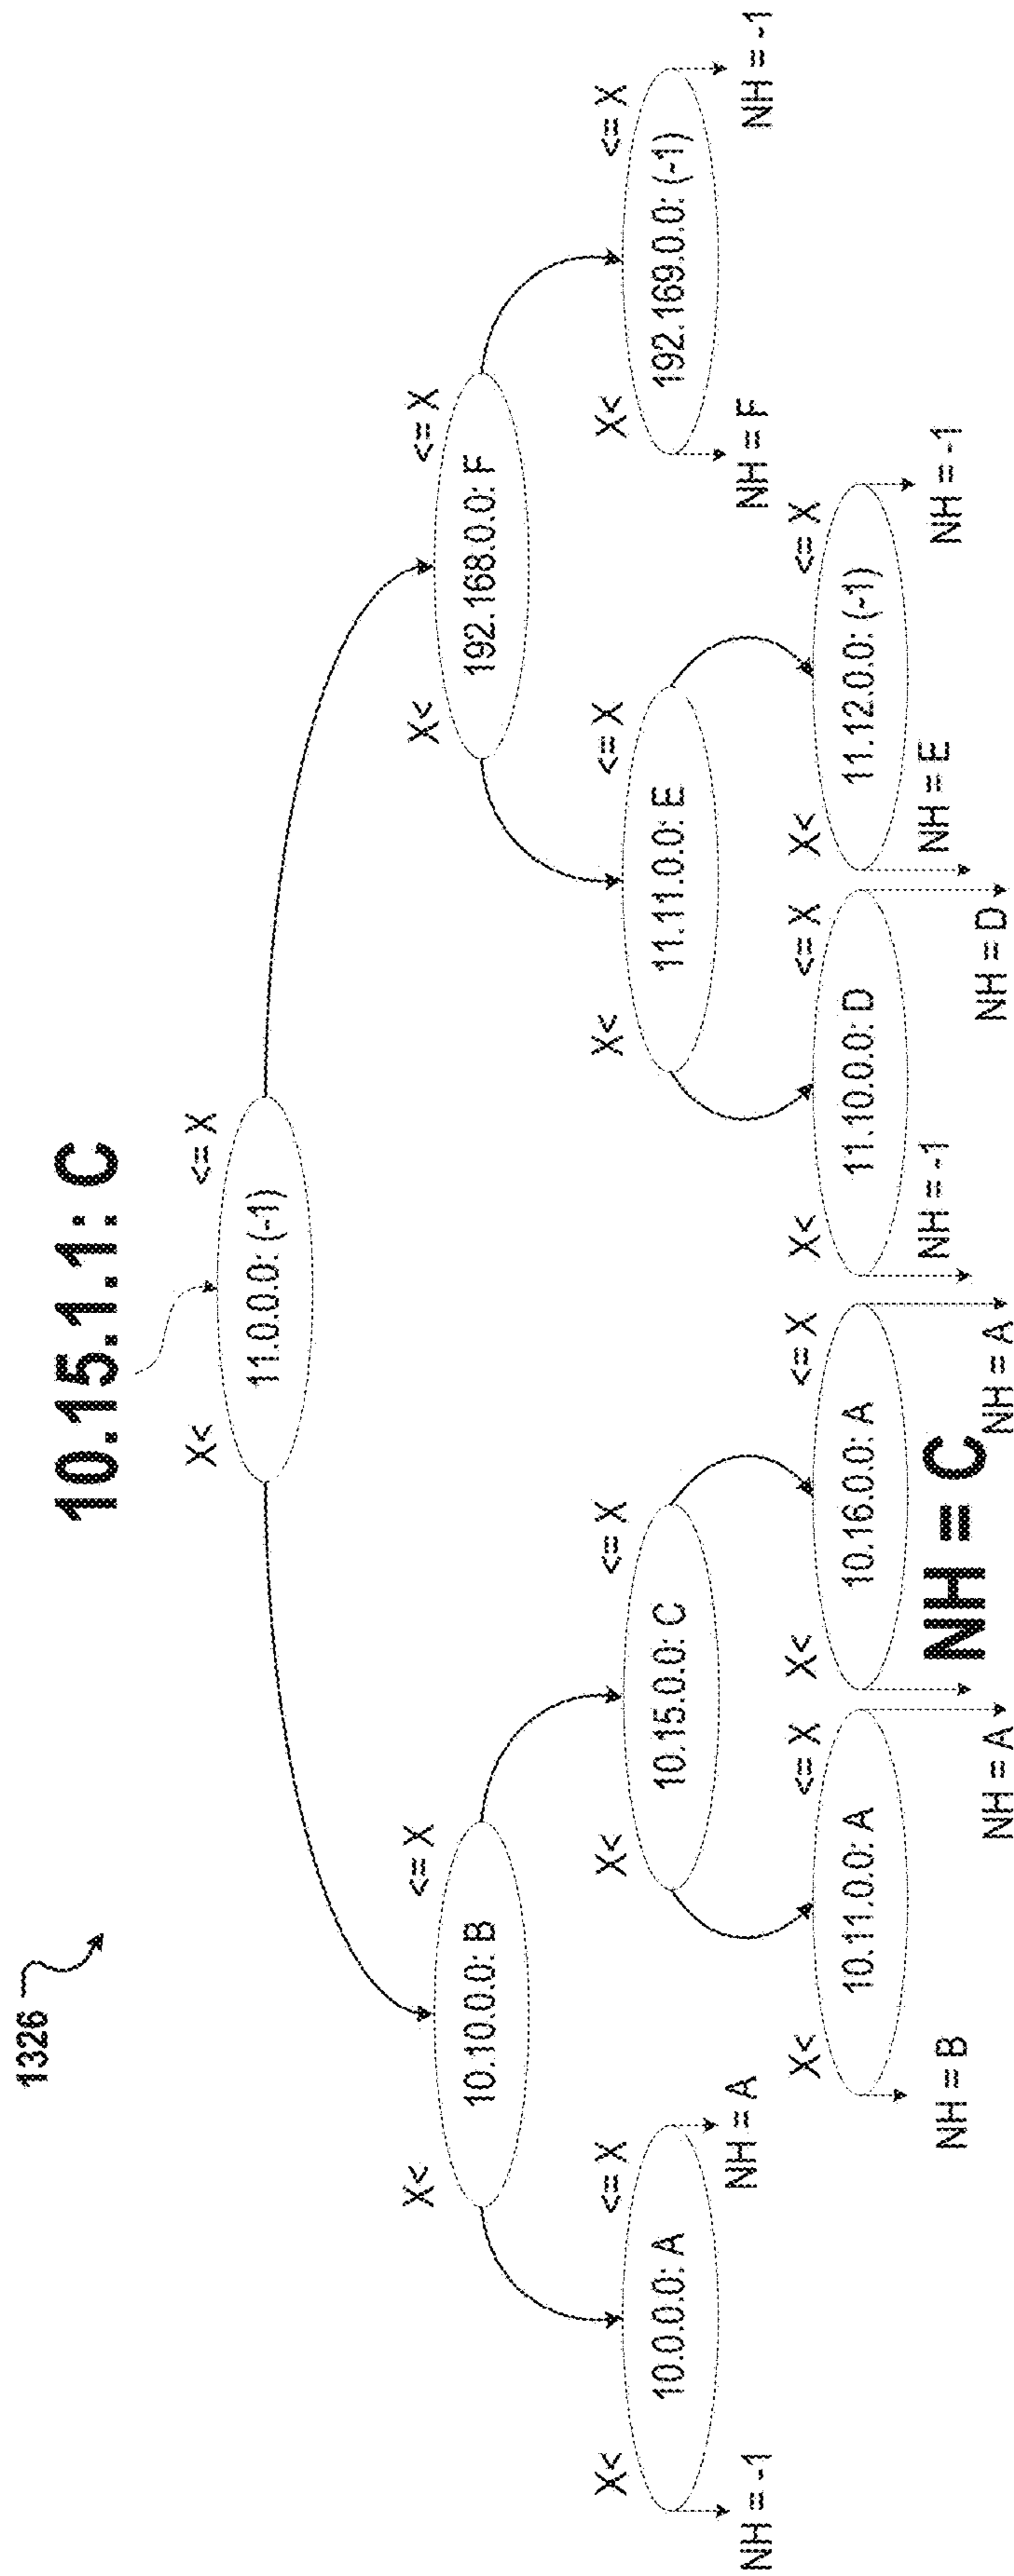 1326
10.15.1.1: C
X<
<= X
11.0.0.0: (-1)
X<
<= X
10.10.0.0: B
X<
<= X
192.168.0.0: F
X<
<= X
10.0.0.0: A
NH = -1
NH = A
X<
<= X
10.15.0.0: C
X<
<= X
11.11.0.0: E
X<
<= X
192.169.0.0: (-1)
NH = F
NH = -1
X<
<= X
10.11.0.0: A
NH = B
NH = A
X<
<= X
10.16.0.0: A
NH = C
NH = A
X<
<= X
11.10.0.0: D
NH = -1
NH = D
X<
<= X
11.12.0.0: (-1)
NH = E
NH = -1